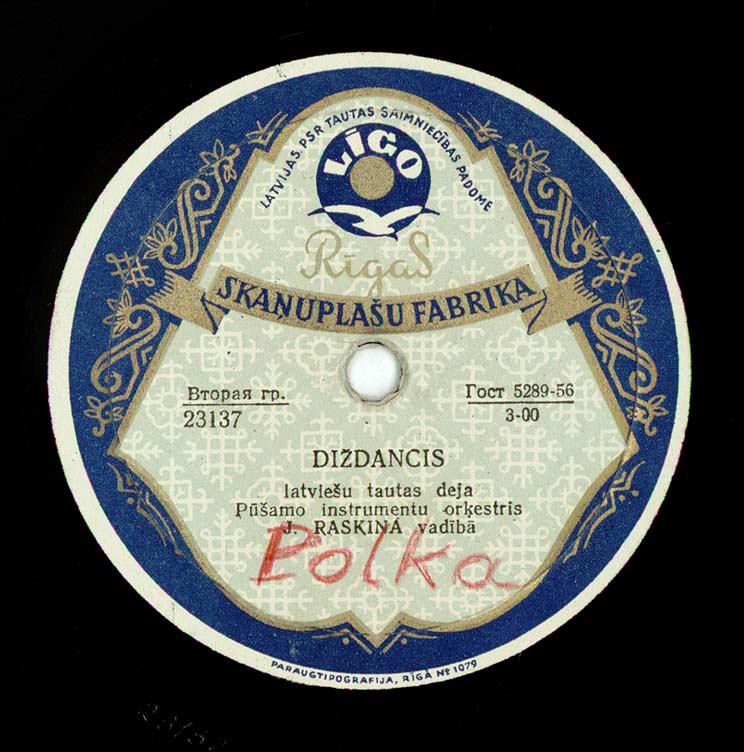 LATVIJAS PSR TAUTAS SAIMNIECĪBAS PADOME
LĪGO
Rīgas
SKAŅUPLAŠU FABRIKA
Вторая гр.
23137
Гост 5289-56
3-00
DIŽDANCIS
latviešu tautas deja
Pūšamo instrumentu orķestris
J. RASKINA vadībā
Polka
PARAUGTIPOGRAFIJA, RĪGĀ № 1079